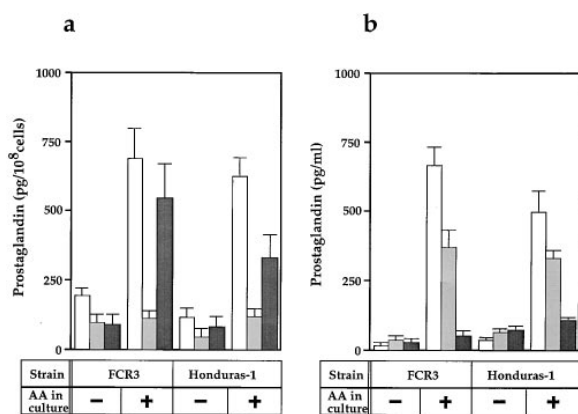 a
Prostaglandin (pg/10⁸cells)
1000
750
500
250
0
Strain FCR3 Honduras-1
AA in culture − + − +
b
Prostaglandin (pg/ml)
1000
750
500
250
0
Strain FCR3 Honduras-1
AA in culture − + − +